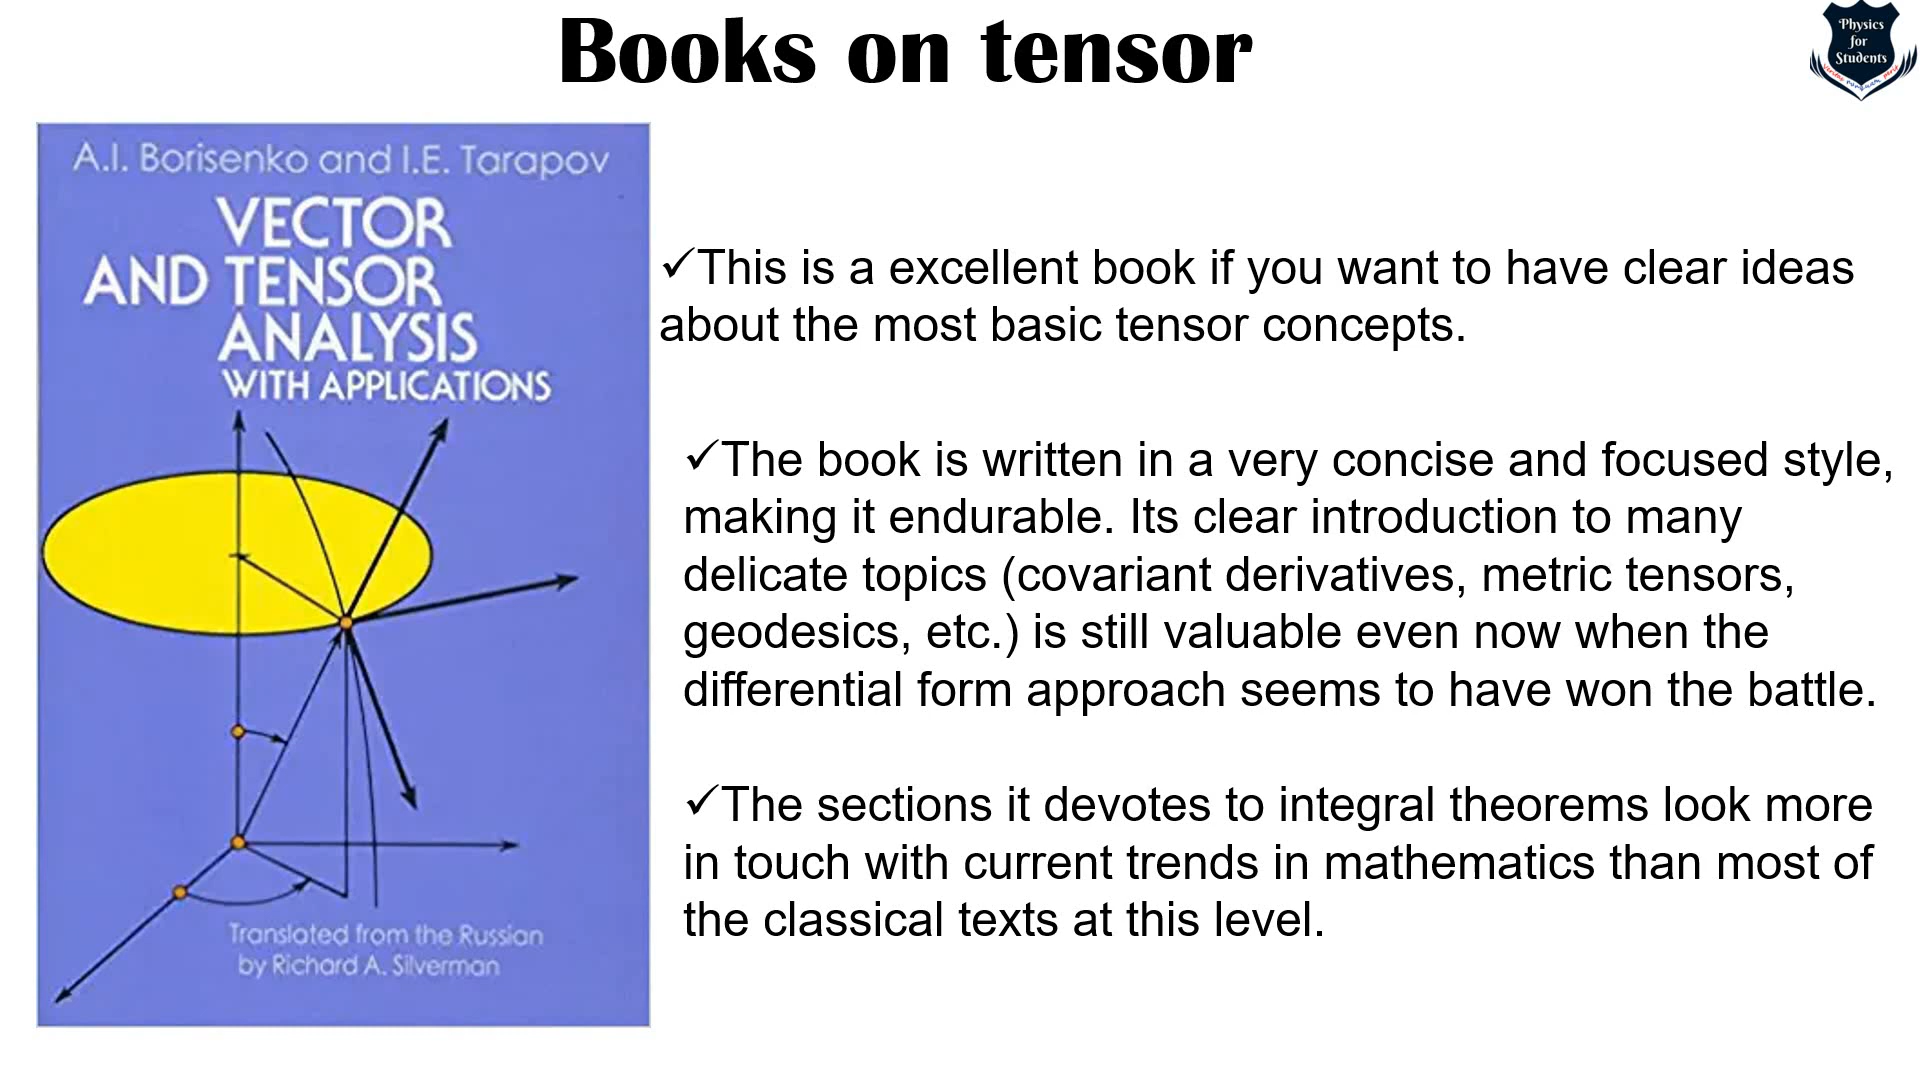 Books on tensor
Physics
for
Students
A.I. Borisenko and I.E. Tarapov
VECTOR
AND TENSOR
ANALYSIS
WITH APPLICATIONS
Translated from the Russian
by Richard A. Silverman
✓This is a excellent book if you want to have clear ideas
about the most basic tensor concepts.
✓The book is written in a very concise and focused style,
making it endurable. Its clear introduction to many
delicate topics (covariant derivatives, metric tensors,
geodesics, etc.) is still valuable even now when the
differential form approach seems to have won the battle.
✓The sections it devotes to integral theorems look more
in touch with current trends in mathematics than most of
the classical texts at this level.